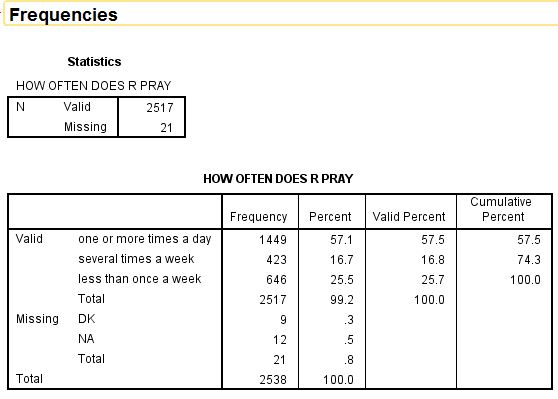 Frequencies
Statistics
HOW OFTEN DOES R PRAY
N Valid 2517
Missing 21
HOW OFTEN DOES R PRAY
Frequency Percent Valid Percent Cumulative Percent
Valid one or more times a day 1449 57.1 57.5 57.5
several times a week 423 16.7 16.8 74.3
less than once a week 646 25.5 25.7 100.0
Total 2517 99.2 100.0
Missing DK 9 .3
NA 12 .5
Total 21 .8
Total 2538 100.0